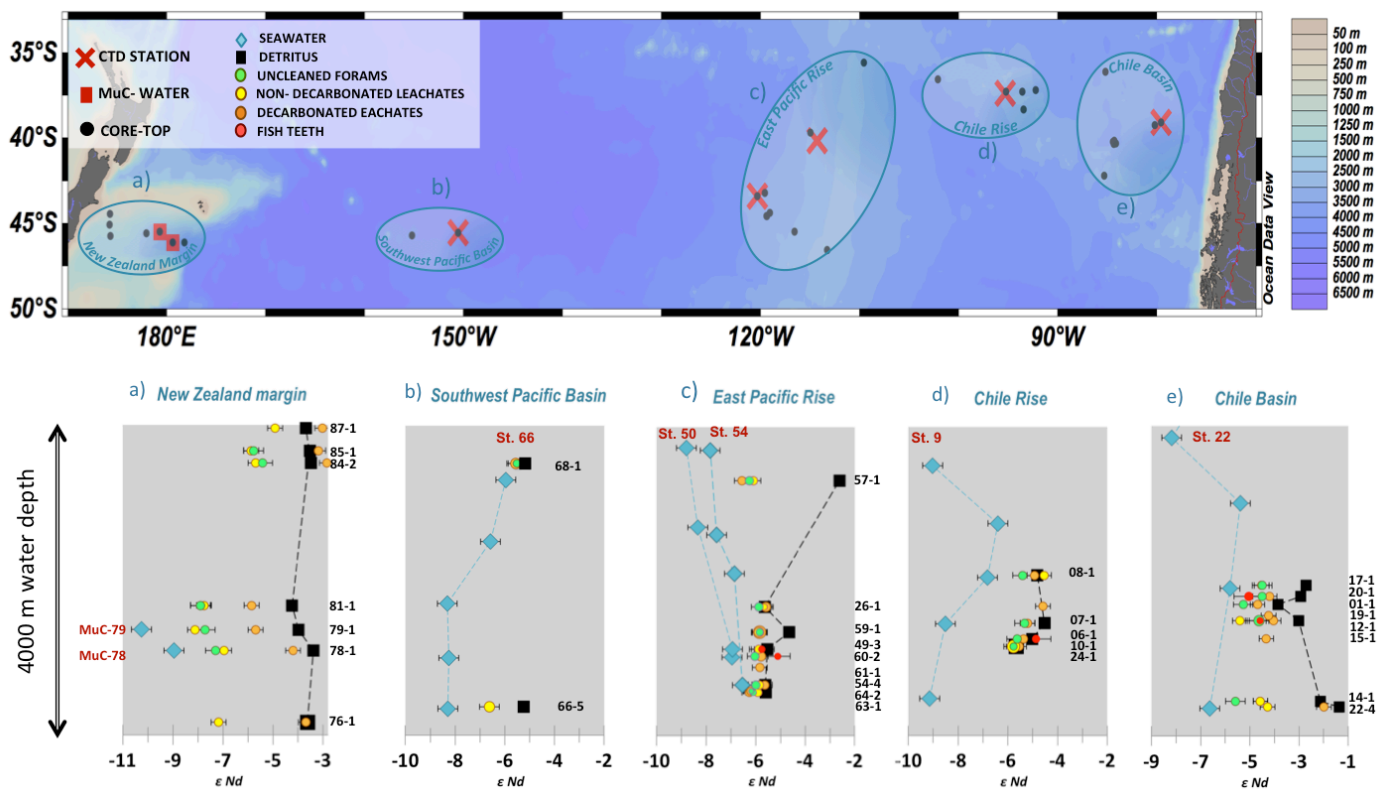 35°S
40°S
45°S
50°S
CTD STATION
MuC- WATER
CORE-TOP
SEAWATER
DETRITUS
UNCLEANED FORAMS
NON- DECARBONATED LEACHATES
DECARBONATED EACHATES
FISH TEETH
a)
New Zealand Margin
b)
Southwest Pacific Basin
c)
East Pacific Rise
Chile Rise
d)
Chile Basin
e)
Ocean Data View
50 m
100 m
250 m
500 m
750 m
1000 m
1250 m
1500 m
2000 m
3000 m
3500 m
4000 m
4500 m
5000 m
5500 m
6000 m
6500 m
180°E
150°W
120°W
90°W
4000 m water depth
a) New Zealand margin
87-1
85-1
84-2
81-1
MuC-79
79-1
MuC-78
78-1
76-1
-11 -9 -7 -5 -3
ε Nd
b) Southwest Pacific Basin
St. 66
68-1
66-5
-10 -8 -6 -4 -2
ε Nd
c) East Pacific Rise
St. 50 St. 54
57-1
26-1
59-1
49-3
60-2
61-1
54-4
64-2
63-1
-10 -8 -6 -4 -2
ε Nd
d) Chile Rise
St. 9
08-1
07-1
06-1
10-1
24-1
-10 -8 -6 -4 -2
ε Nd
e) Chile Basin
St. 22
17-1
20-1
01-1
19-1
12-1
15-1
14-1
22-4
-9 -7 -5 -3 -1
ε Nd